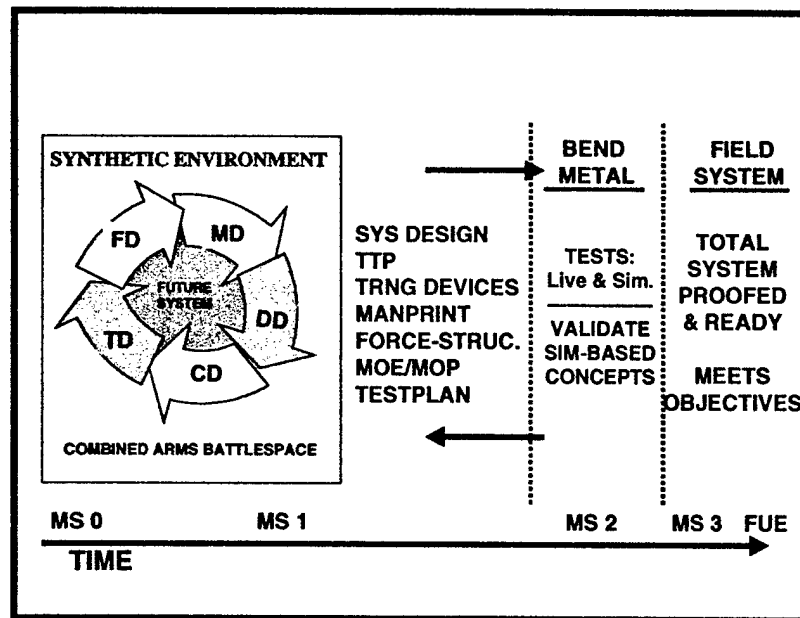 SYNTHETIC ENVIRONMENT
FD
MD
FUTURE
SYSTEM
TD
DD
CD
COMBINED ARMS BATTLESPACE
SYS DESIGN
TTP
TRNG DEVICES
MANPRINT
FORCE-STRUC.
MOE/MOP
TESTPLAN
BEND
METAL
TESTS:
Live & Sim.
VALIDATE
SIM-BASED
CONCEPTS
FIELD
SYSTEM
TOTAL
SYSTEM
PROOFED
& READY
MEETS
OBJECTIVES
MS 0
MS 1
MS 2
MS 3
FUE
TIME